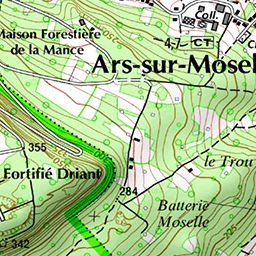 Coll.
Maison Forestière
de la Mance
4,7 CT
Ars-sur-Mosel
355
le Trou
Fortifié Driant
284
Batterie
Moselle
342